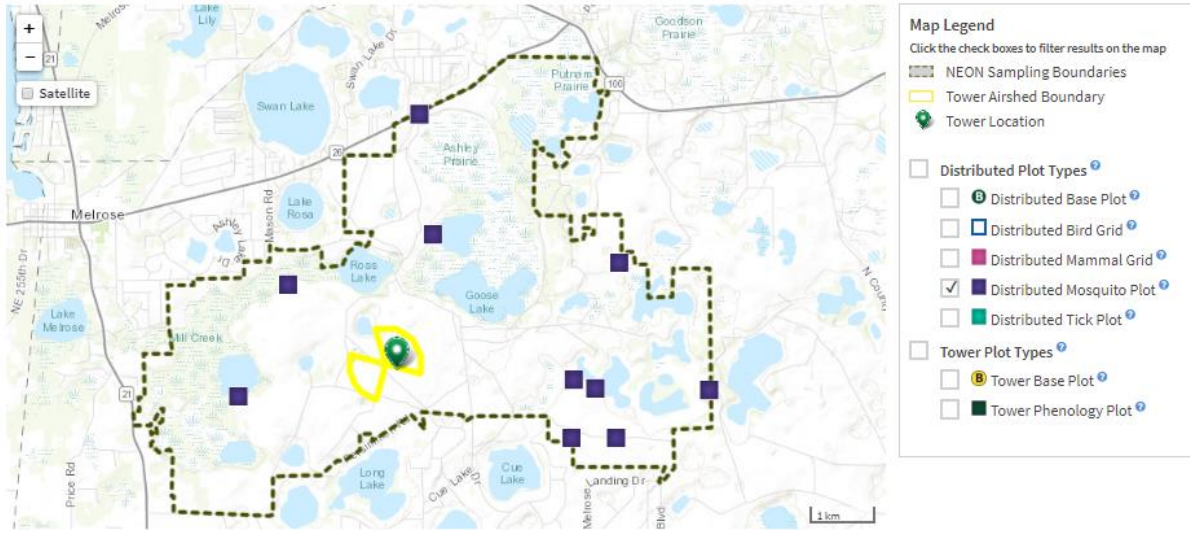 +
−
Satellite
Melrose
Lake
Lily
Swan Lake Dr
Goodson
Prairie
21
Putnam
Prairie
100
Swan Lake
26
Ashley
Prairie
Lake
Rosa
Mason Rd
Melrose
Ashley Lake
Dr
NE 255th Dr
Ross
Lake
Goose
Lake
N Coun
Lake
Melrose
Mill Creek
21
Price Rd
Long
Lake
Cue Lake
Dr
Cue
Lake
Landing Dr
Melrose
Blvd
1 km
Map Legend
Click the check boxes to filter results on the map
NEON Sampling Boundaries
Tower Airshed Boundary
Tower Location
Distributed Plot Types ?
B Distributed Base Plot ?
Distributed Bird Grid ?
Distributed Mammal Grid ?
Distributed Mosquito Plot ?
Distributed Tick Plot ?
Tower Plot Types ?
B Tower Base Plot ?
Tower Phenology Plot ?